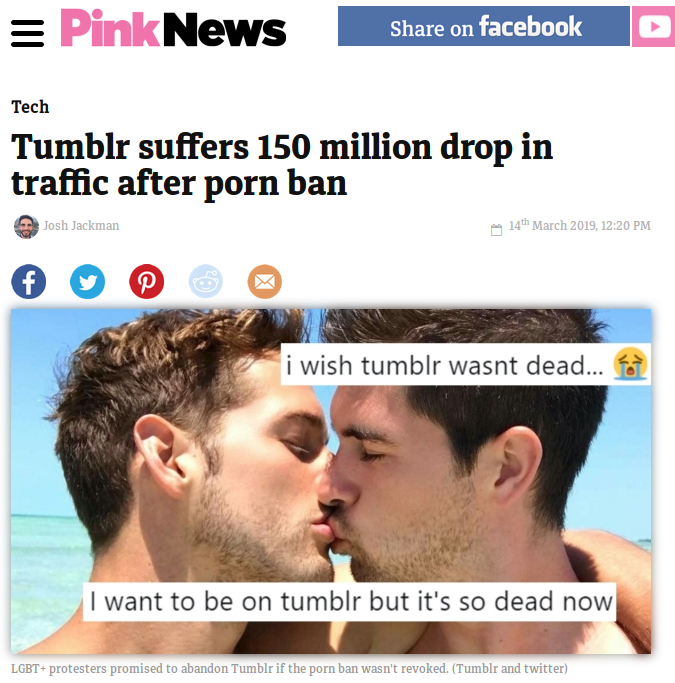 PinkNews
Share on facebook
Tech
Tumblr suffers 150 million drop in
traffic after porn ban
Josh Jackman
14th March 2019, 12:20 PM
i wish tumblr wasnt dead... 😭
I want to be on tumblr but it's so dead now
LGBT+ protesters promised to abandon Tumblr if the porn ban wasn't revoked. (Tumblr and twitter)